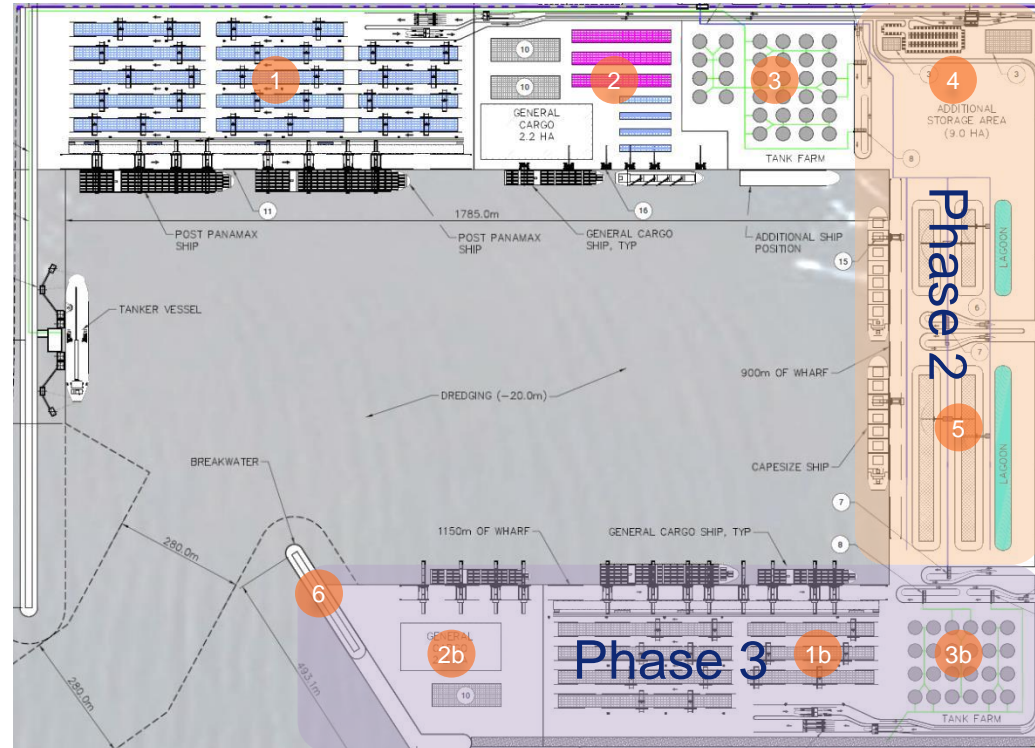 1
10
10
2
3
3
3
4
GENERAL
CARGO
2.2 HA
ADDITIONAL
STORAGE AREA
(9.0 HA)
TANK FARM
8
11
16
1785.0m
POST PANAMAX
SHIP
POST PANAMAX
SHIP
GENERAL CARGO
SHIP, TYP
ADDITIONAL SHIP
POSITION
15
Phase 2
LAGOON
TANKER VESSEL
6
7
900m OF WHARF
DREDGING (-20.0m)
5
LAGOON
BREAKWATER
CAPESIZE SHIP
7
1150m OF WHARF
GENERAL CARGO SHIP, TYP
8
280.0m
6
GENERAL
2b
Phase 3
1b
3b
493.1m
280.0m
10
TANK FARM